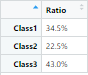 Ratio
Class1 34.5%
Class2 22.5%
Class3 43.0%